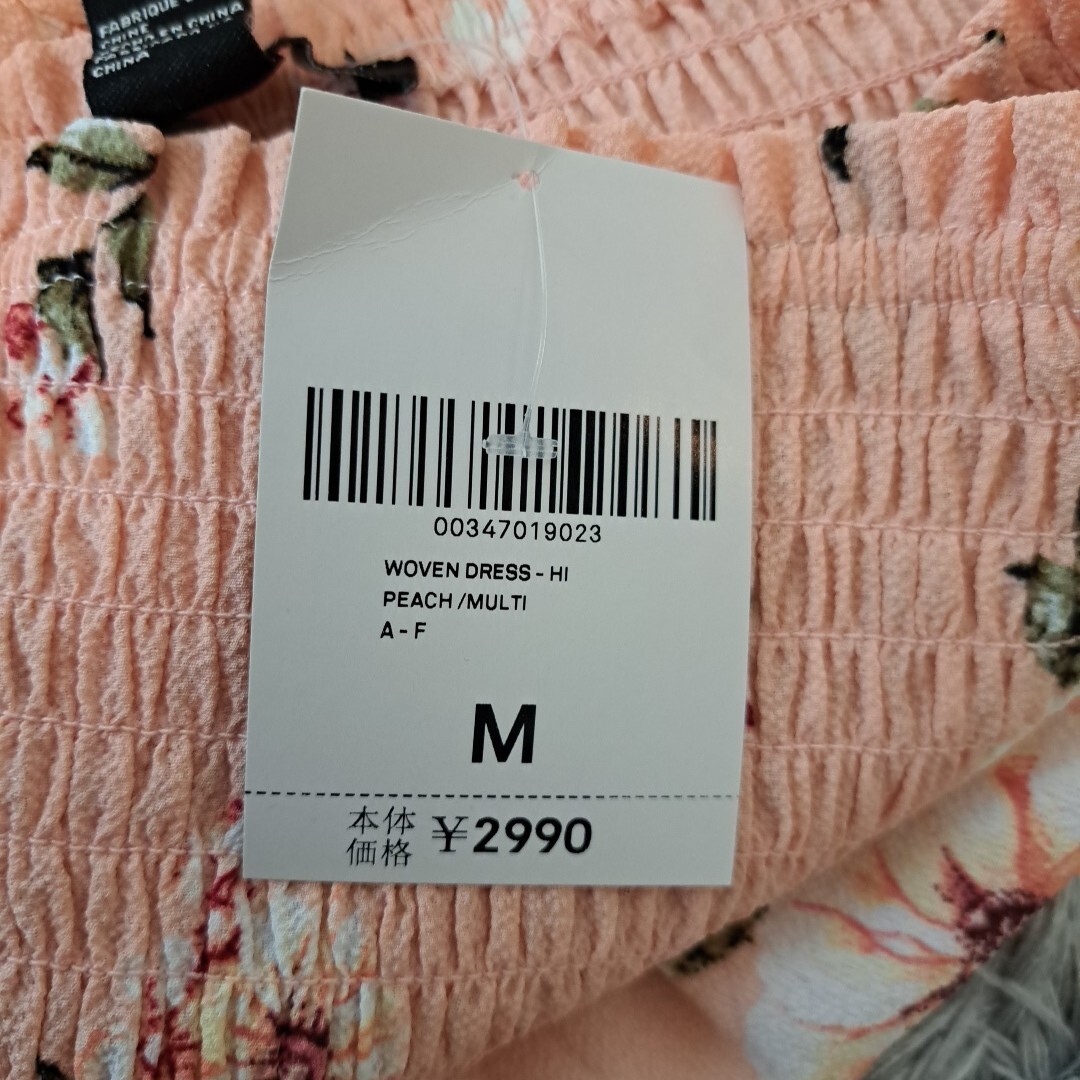 FABRIQUE
CHINE
EN CHINA
CHINA
00347019023
WOVEN DRESS - HI
PEACH /MULTI
A - F
M
本体
価格 ¥2990